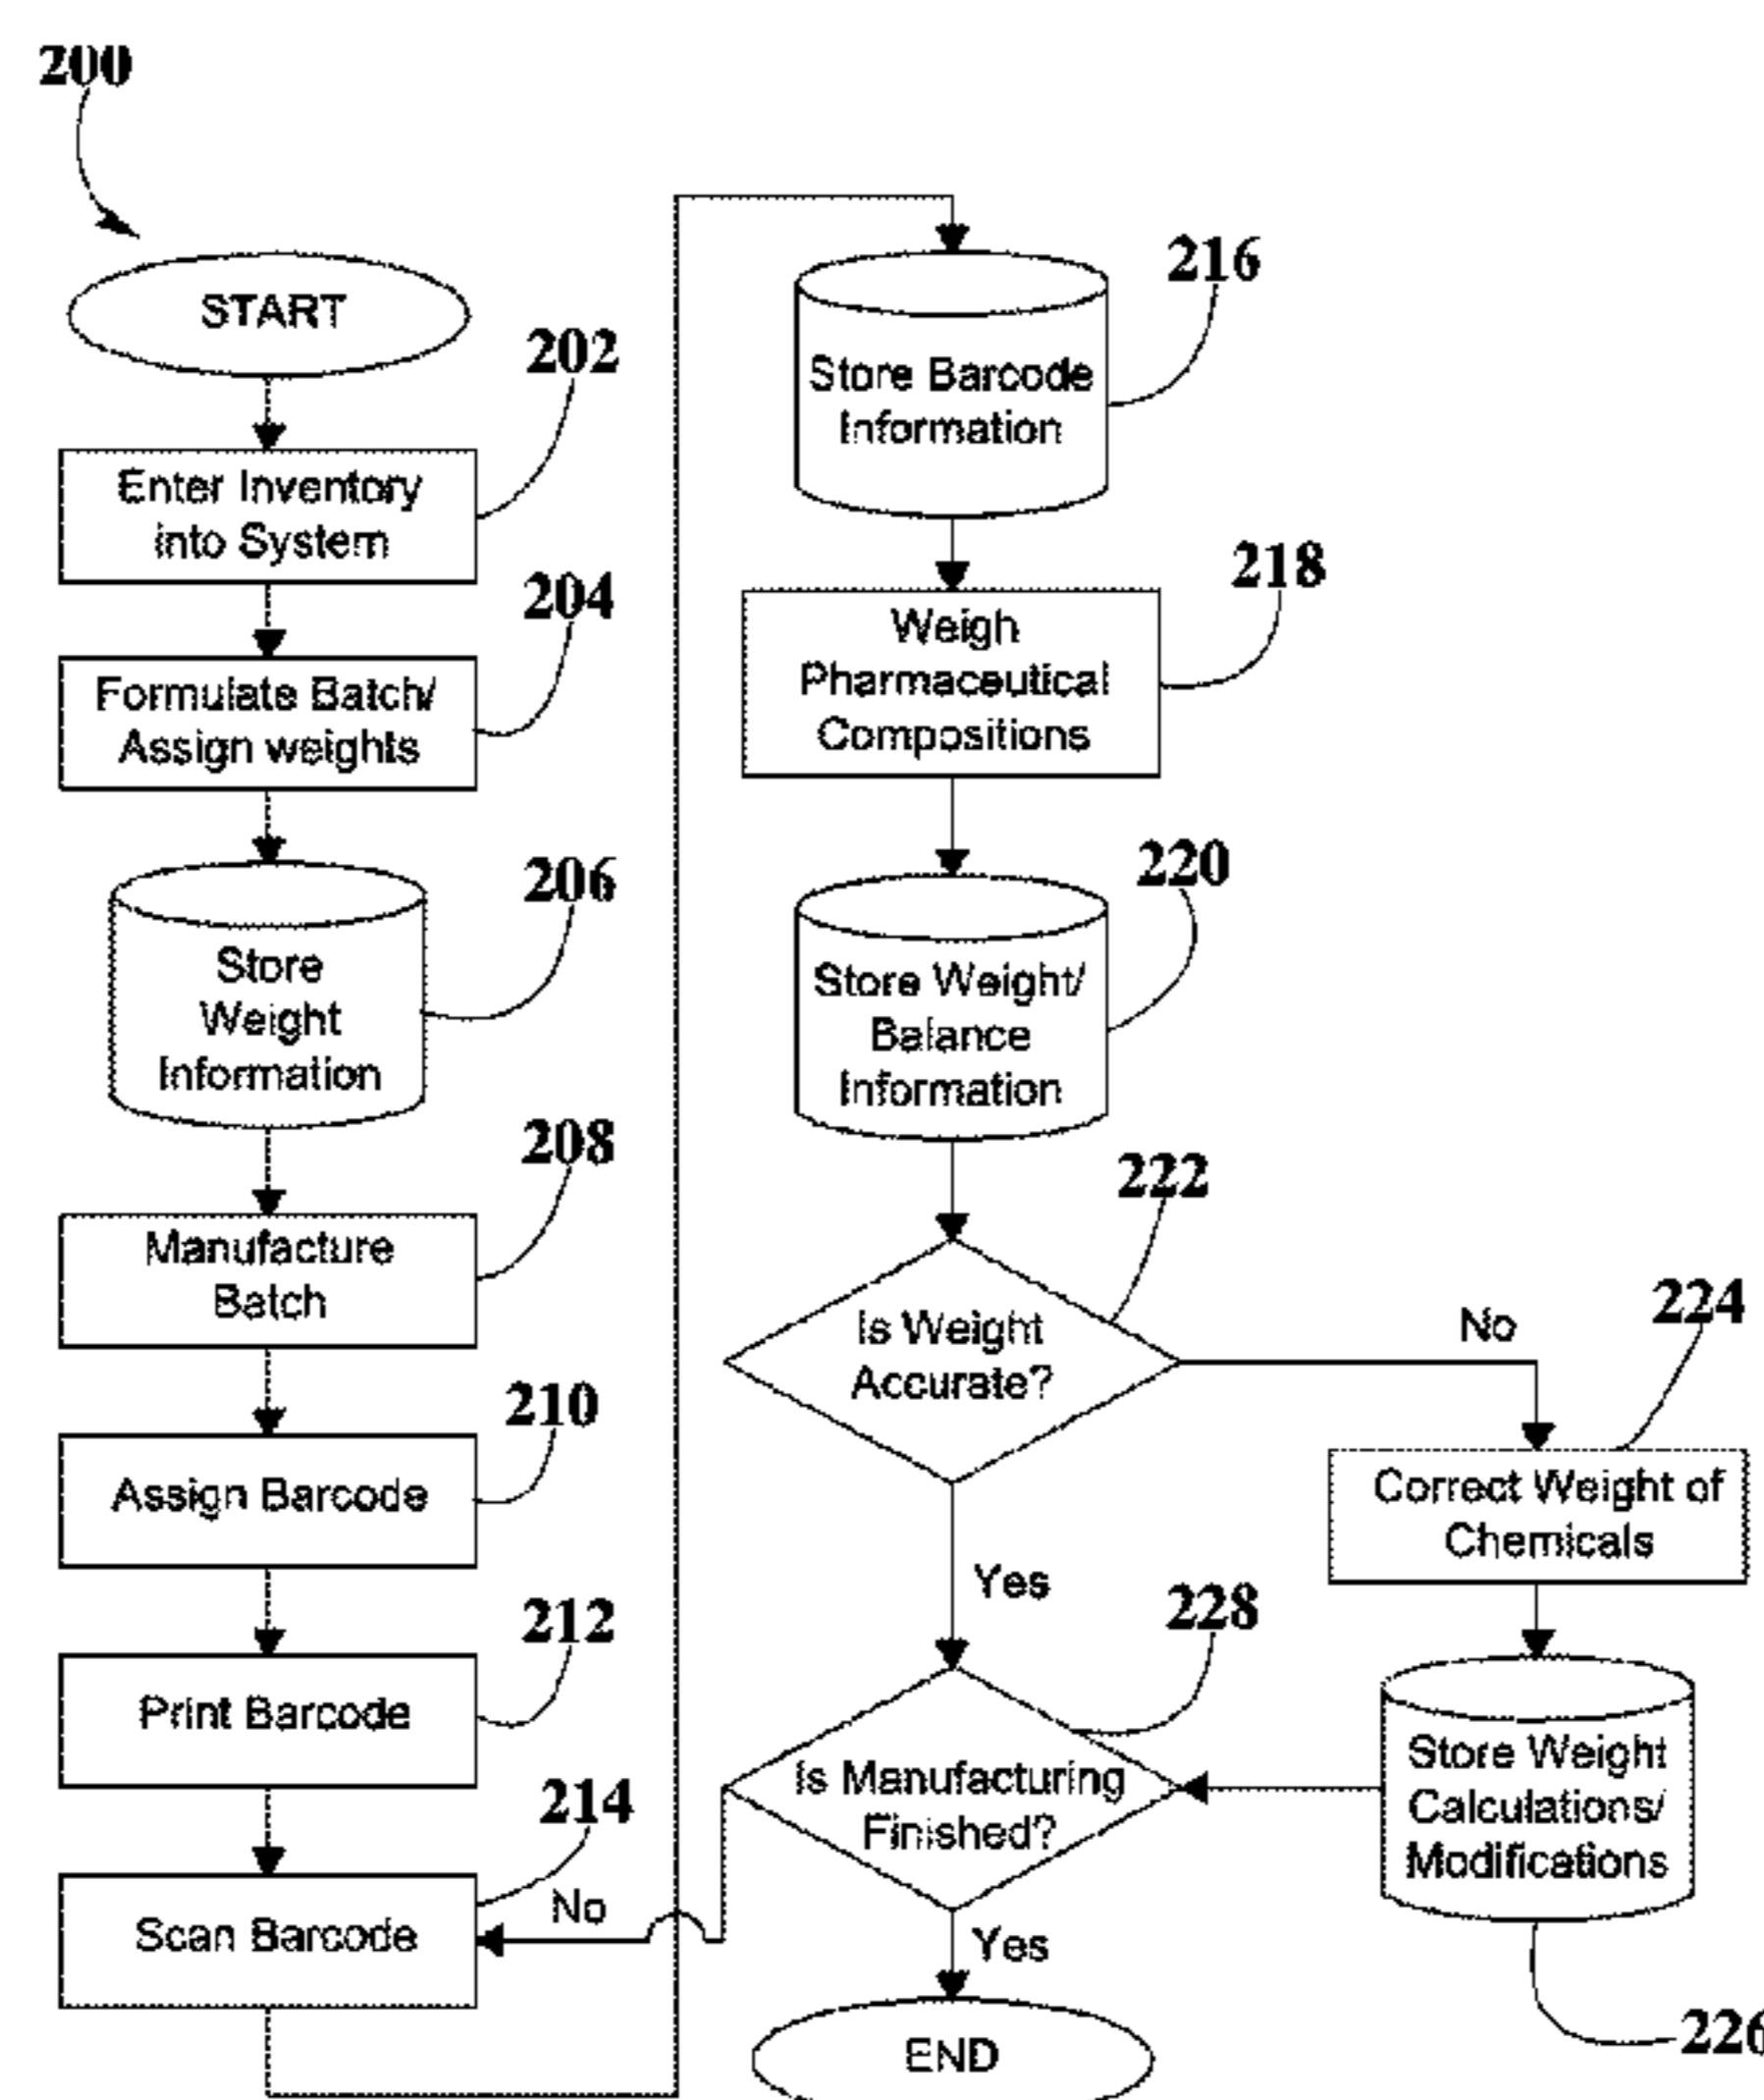 200
START
202
Enter Inventory
into System
204
Formulate Batch/
Assign weights
206
Store
Weight
Information
208
Manufacture
Batch
210
Assign Barcode
212
Print Barcode
214
Scan Barcode
216
Store Barcode
Information
218
Weigh
Pharmaceutical
Compositions
220
Store Weight/
Balance
Information
222
Is Weight
Accurate?
No
224
Correct Weight of
Chemicals
Yes
228
Is Manufacturing
Finished?
Store Weight
Calculations/
Modifications
226
No
Yes
END